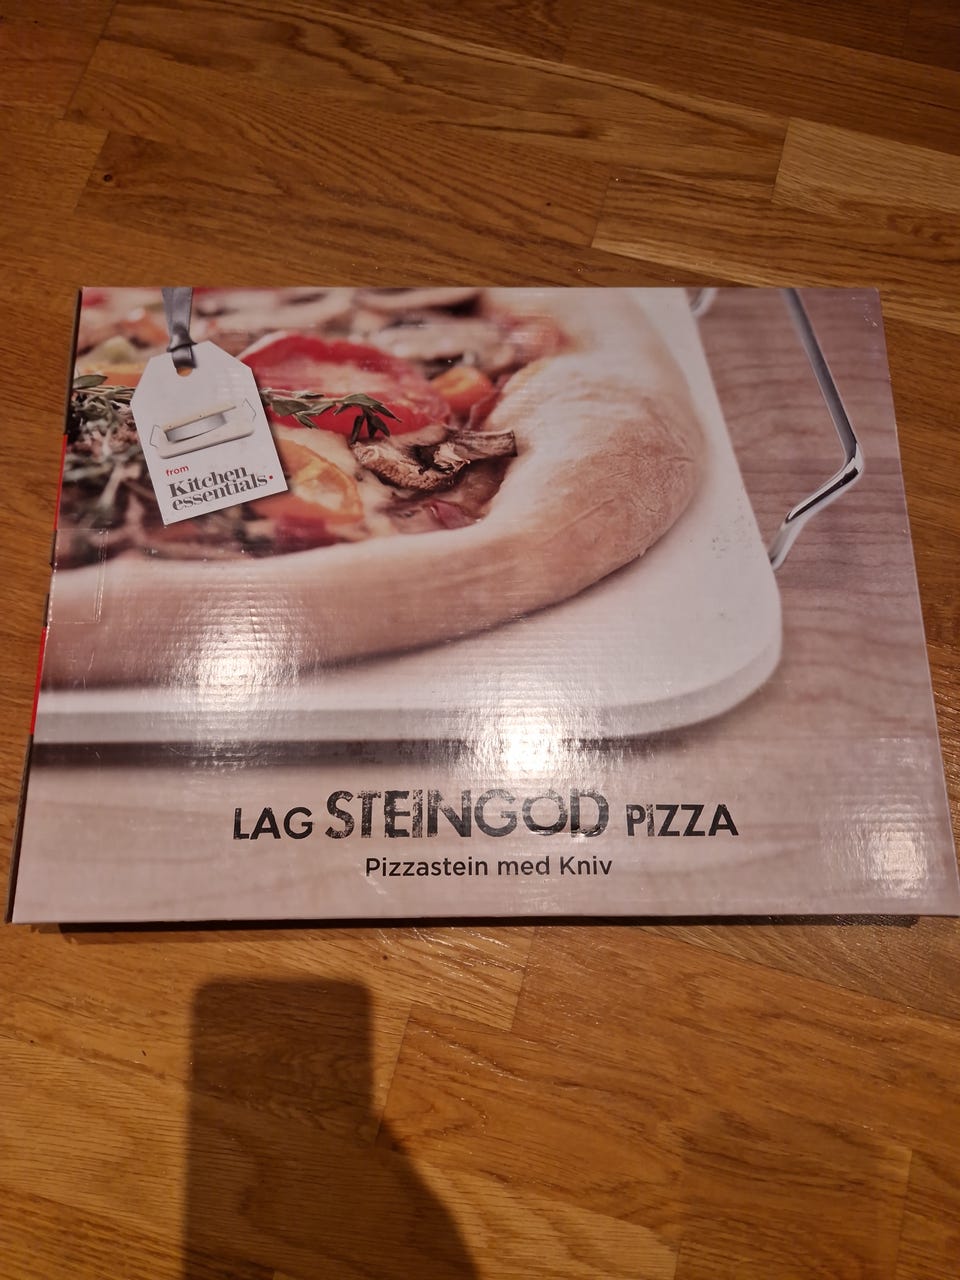 from
Kitchen
essentials.
LAG STEINGOD PIZZA
Pizzastein med Kniv